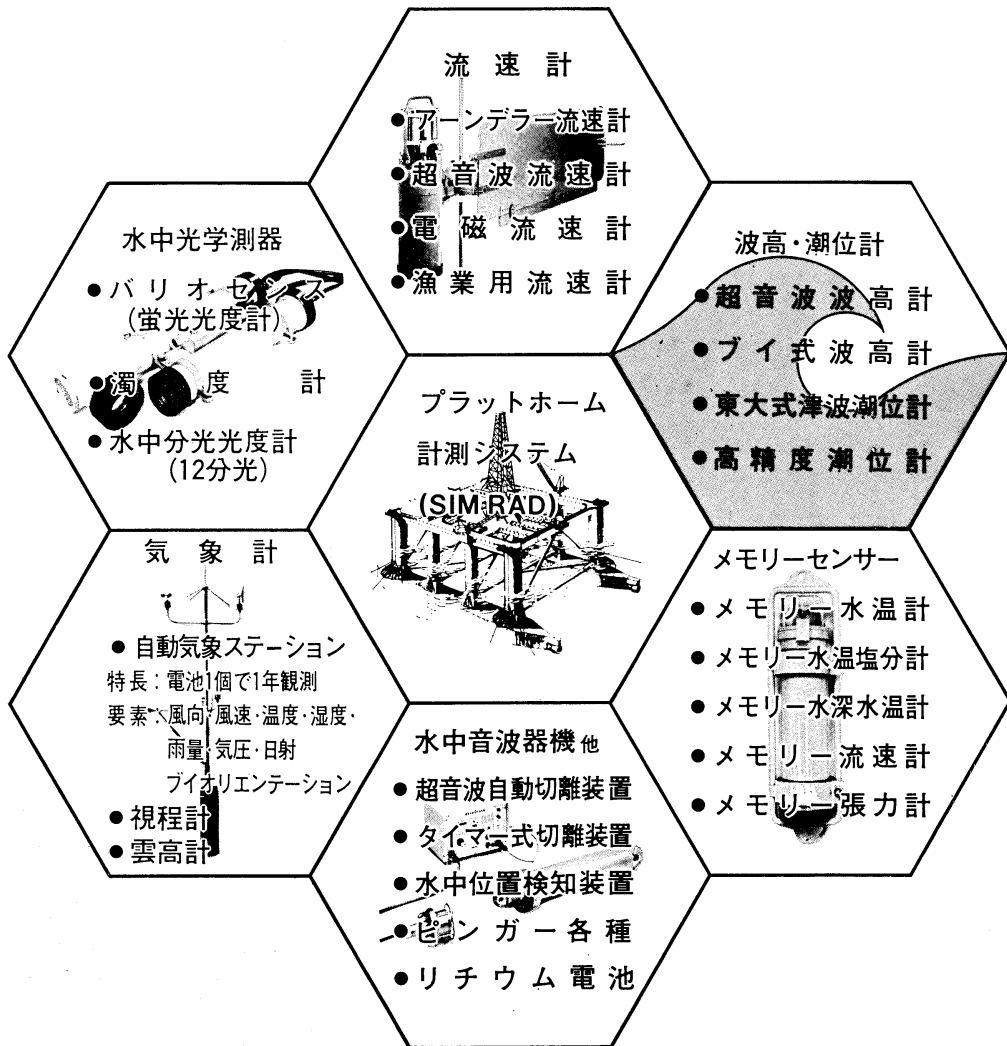 流速計
●アーンデラー流速計
●超音波流速計
●電磁流速計
●漁業用流速計
水中光学測器
●バリオセンス
(蛍光光度計)
●濁度計
●水中分光光度計
(12分光)
波高・潮位計
●超音波波高計
●ブイ式波高計
●東大式津波潮位計
●高精度潮位計
プラットホーム
計測システム
(SIMRAD)
気象計
●自動気象ステーション
特長：電池1個で1年観測
要素：風向・風速・温度・湿度・
雨量・気圧・日射
ブイオリエンテーション
●視程計
●雲高計
メモリーセンサー
●メモリー水温計
●メモリー水温塩分計
●メモリー水深水温計
●メモリー流速計
●メモリー張力計
水中音波器機他
●超音波自動切離装置
●タイマー式切離装置
●水中位置検知装置
●ピンガー各種
●リチウム電池